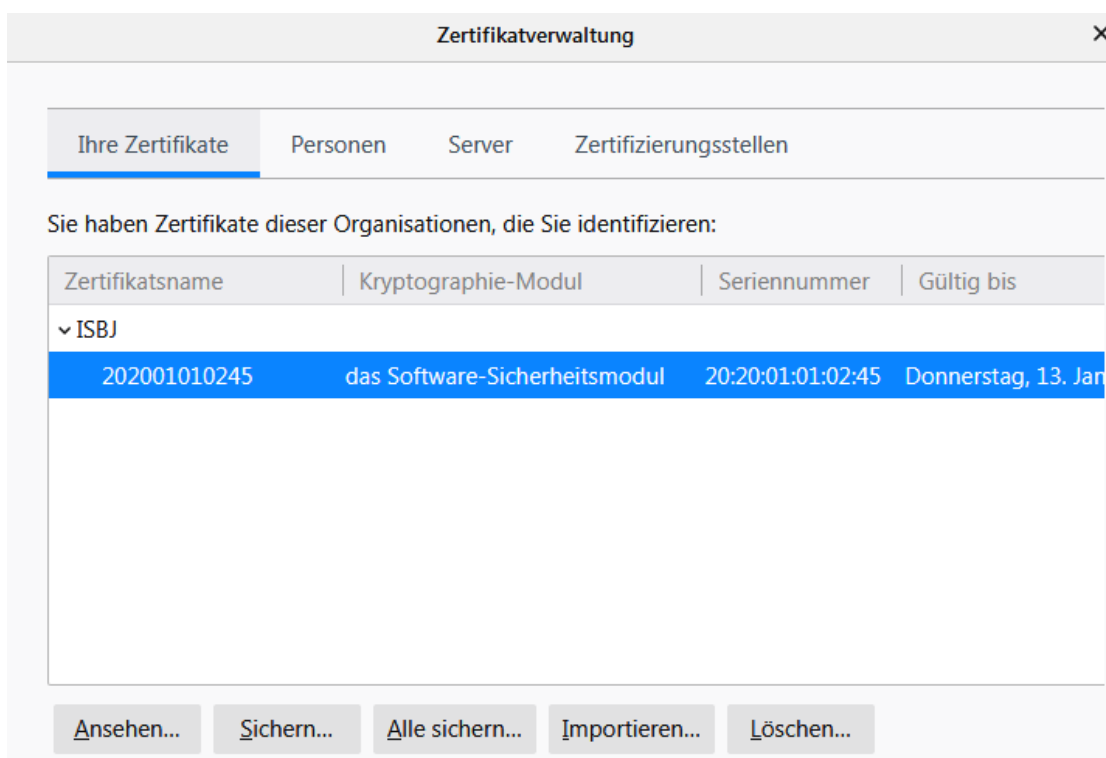 Zertifikatverwaltung
Ihre Zertifikate Personen Server Zertifizierungsstellen
Sie haben Zertifikate dieser Organisationen, die Sie identifizieren:
Zertifikatsname Kryptographie-Modul Seriennummer Gültig bis
ISBJ
202001010245 das Software-Sicherheitsmodul 20:20:01:01:02:45 Donnerstag, 13. Jan
Ansehen... Sichern... Alle sichern... Importieren... Löschen...